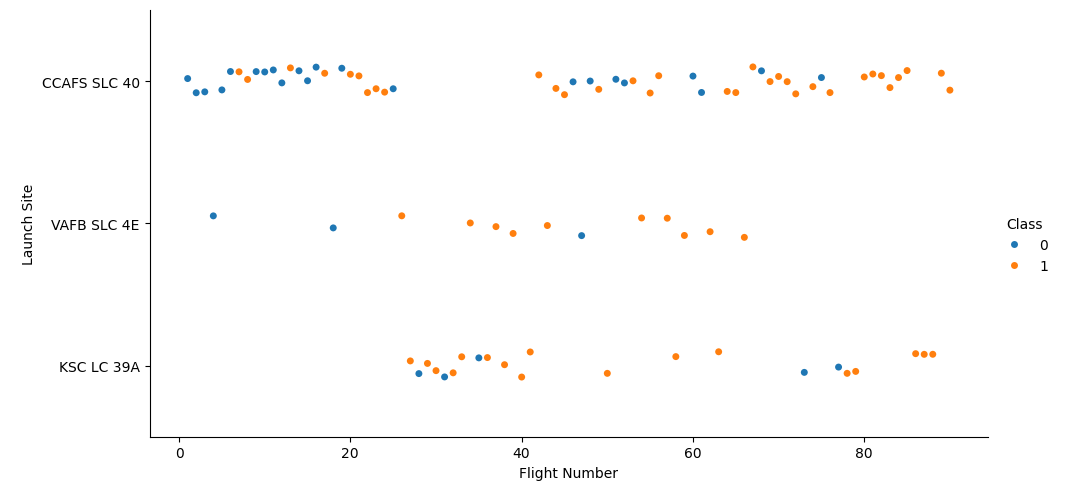 CCAFS SLC 40
VAFB SLC 4E
KSC LC 39A
Launch Site
0 20 40 60 80
Flight Number
Class
0
1